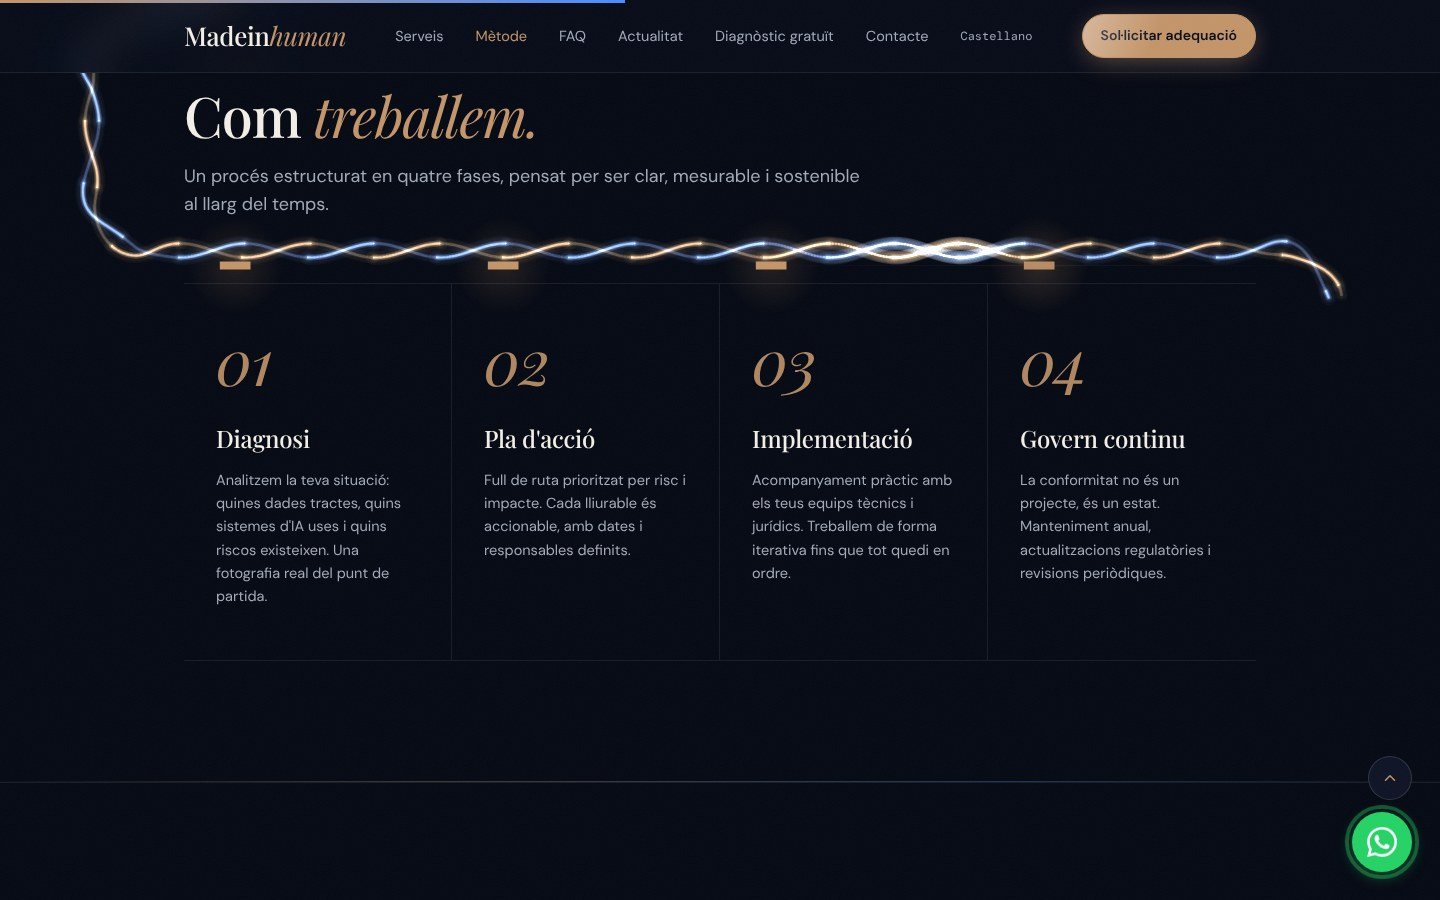 Madeinhuman
Serveis
Mètode
FAQ
Actualitat
Diagnòstic gratuït
Contacte
Castellano
Sol·licitar adequació
Com treballem.
Un procés estructurat en quatre fases, pensat per ser clar, mesurable i sostenible
al llarg del temps.
01
Diagnosi
Analitzem la teva situació:
quines dades tractes, quins
sistemes d'IA uses i quins
riscos existeixen. Una
fotografia real del punt de
partida.
02
Pla d'acció
Full de ruta prioritzat per risc i
impacte. Cada lliurable és
accionable, amb dates i
responsables definits.
03
Implementació
Acompanyament pràctic amb
els teus equips tècnics i
jurídics. Treballem de forma
iterativa fins que tot quedi en
ordre.
04
Govern continu
La conformitat no és un
projecte, és un estat.
Manteniment anual,
actualitzacions regulatòries i
revisions periòdiques.